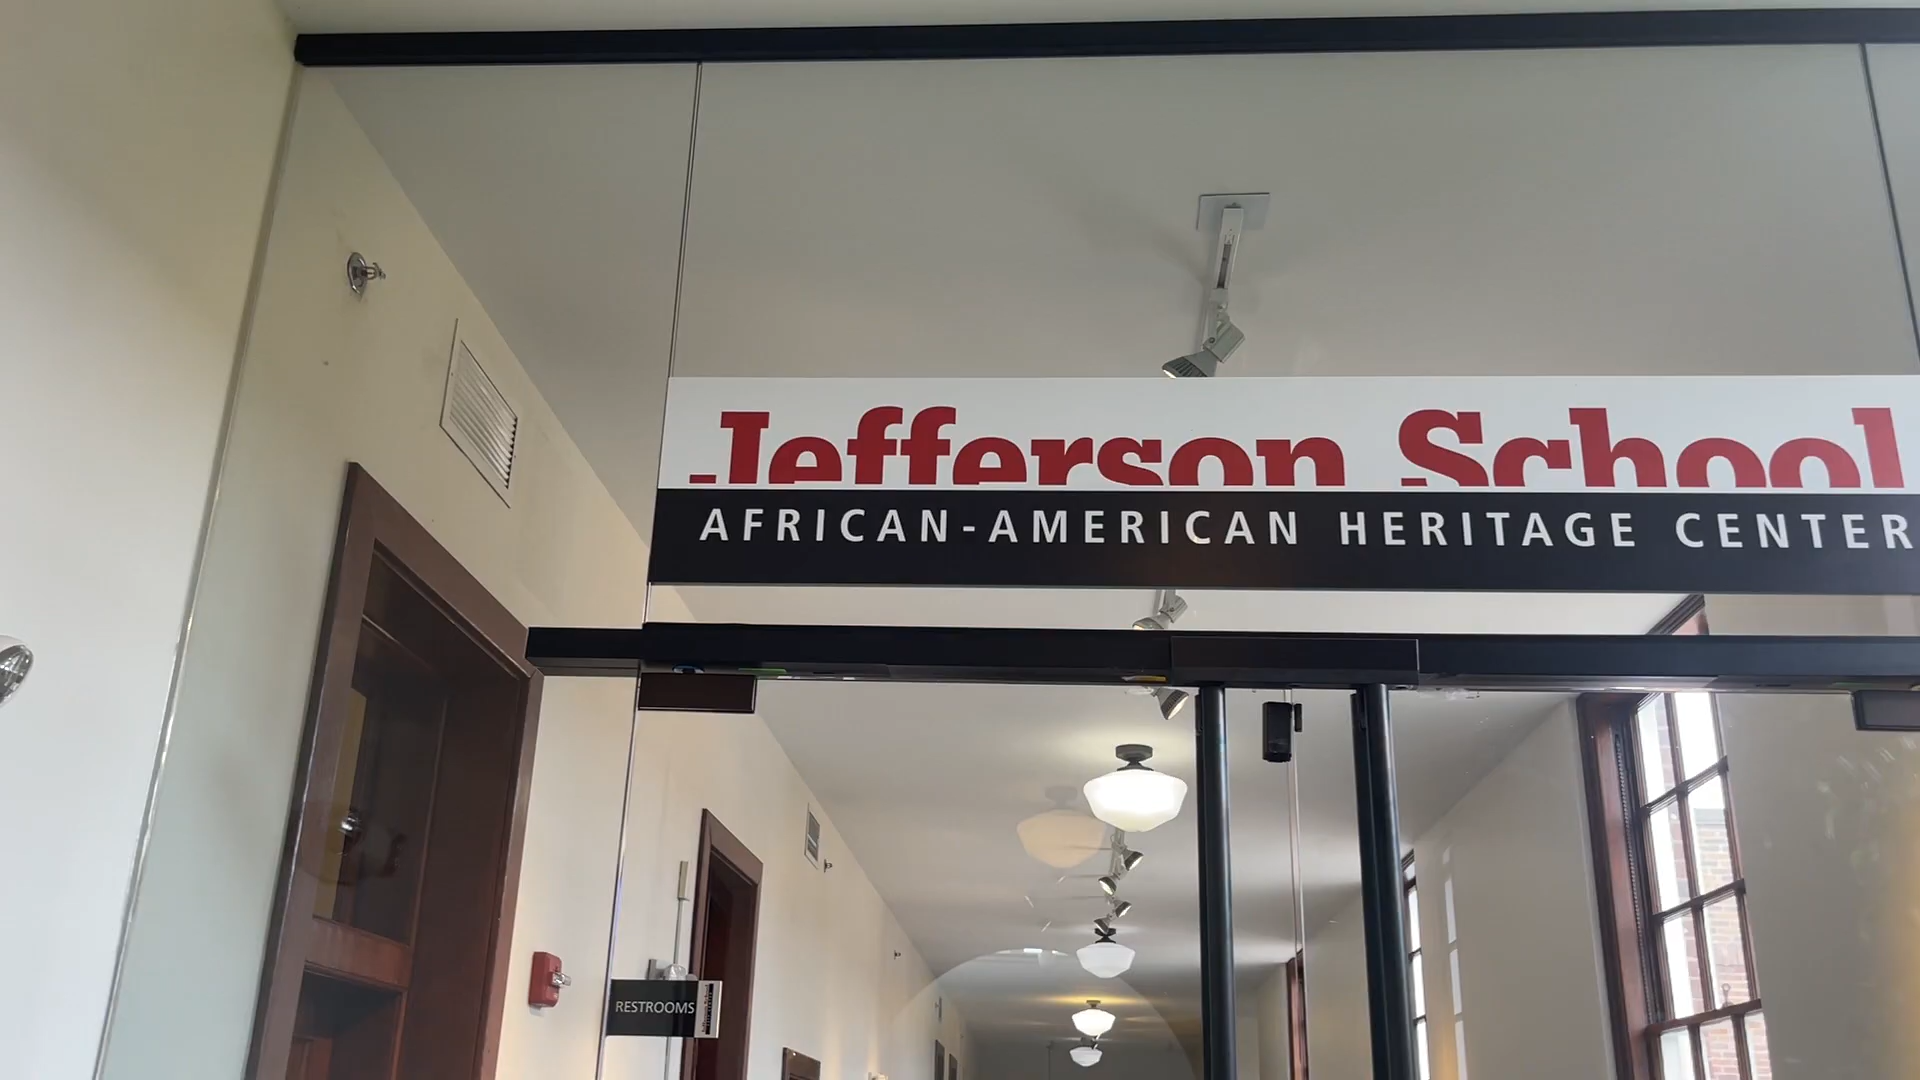 Jefferson School
AFRICAN-AMERICAN HERITAGE CENTER
RESTROOMS